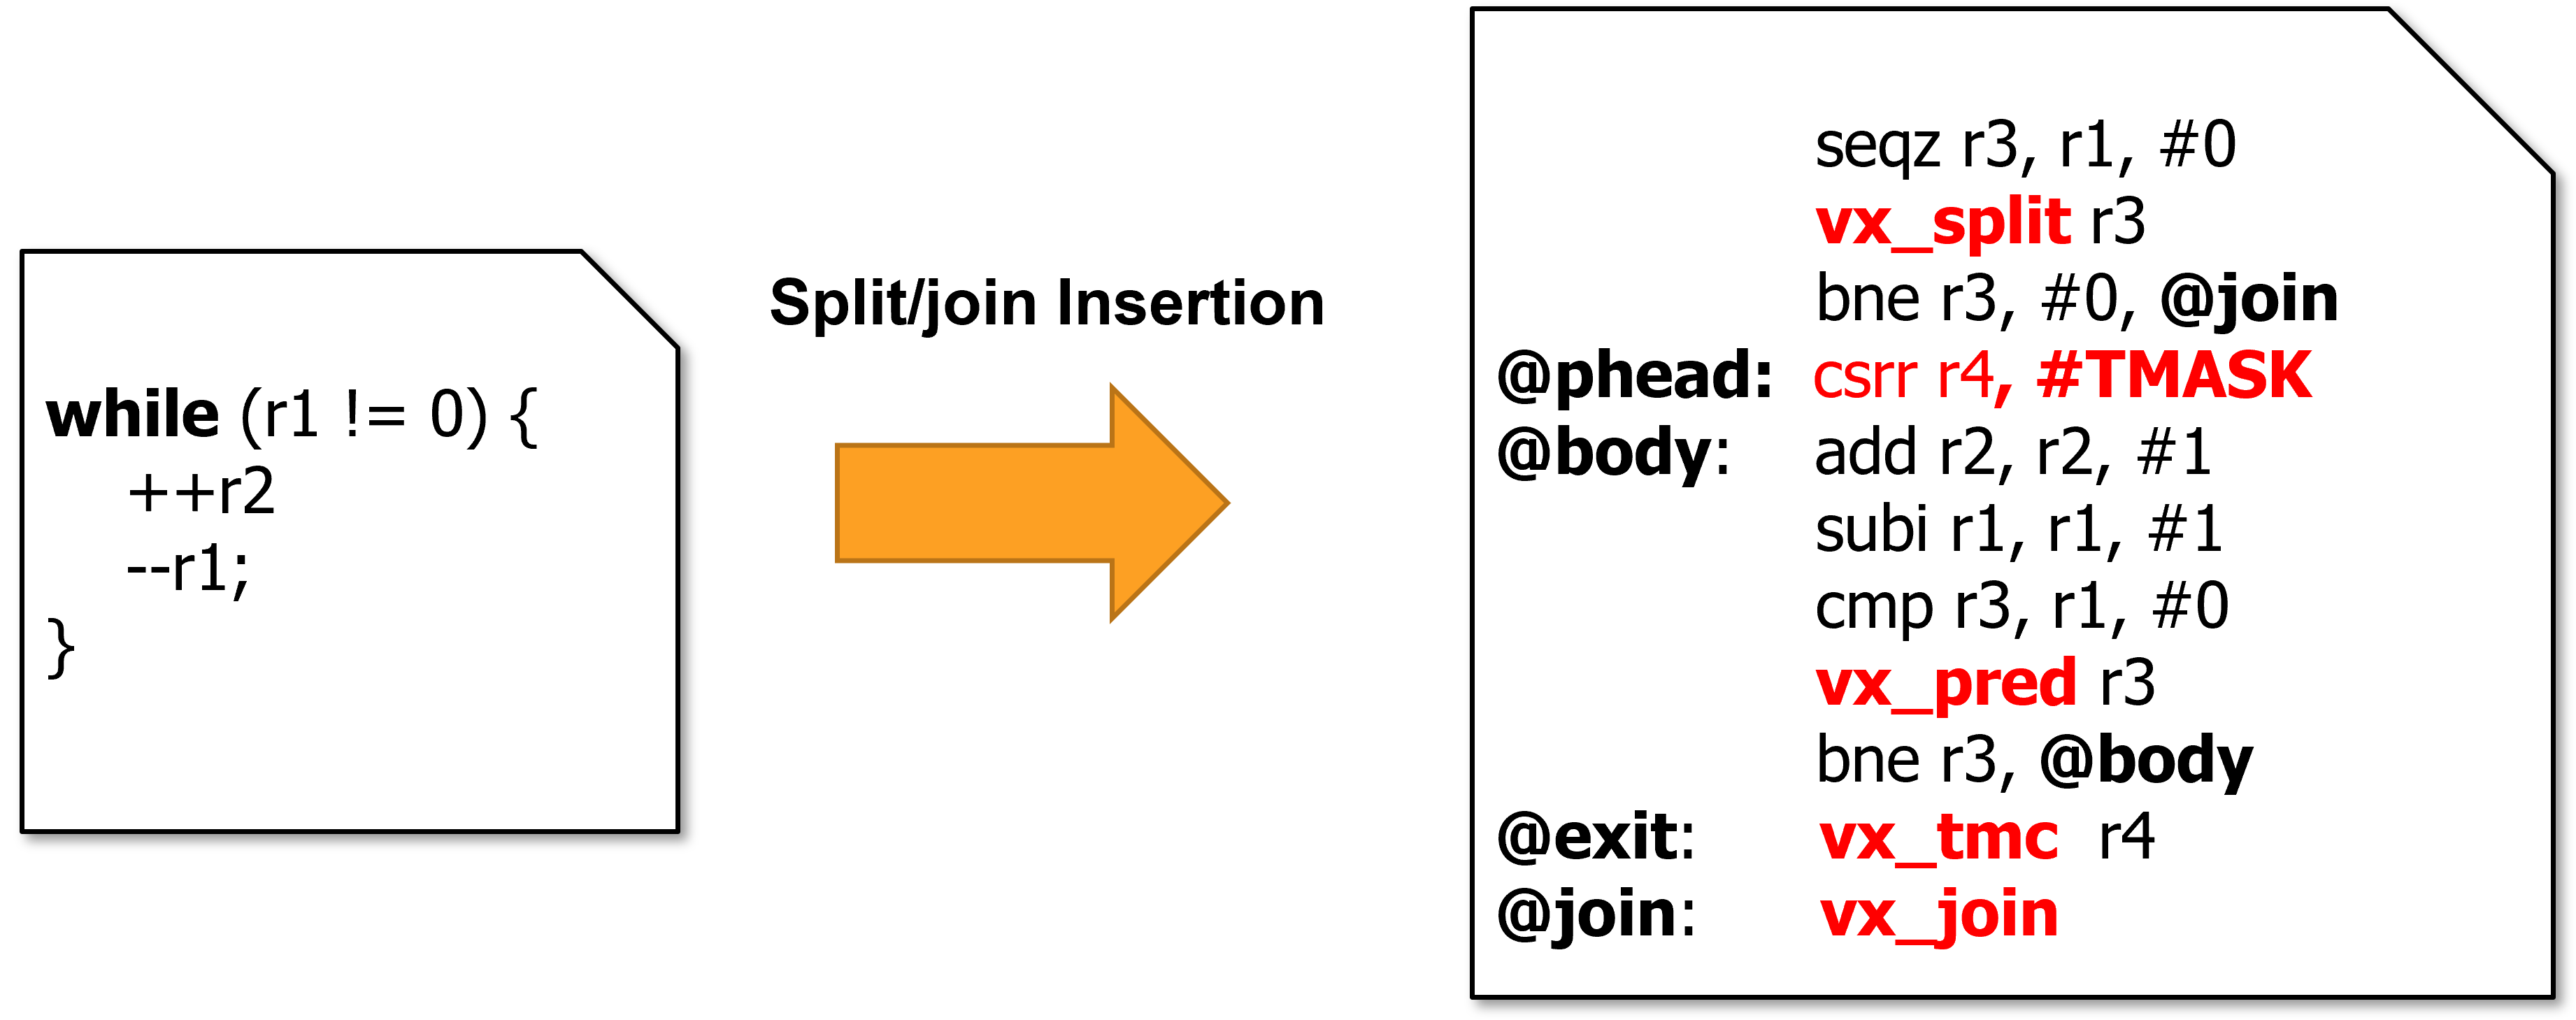 while (r1 != 0) {
++r2
--r1;
}
Split/join Insertion
seqz r3, r1, #0
vx_split r3
bne r3, #0, @join
@phead: csrr r4, #TMASK
@body: add r2, r2, #1
subi r1, r1, #1
cmp r3, r1, #0
vx_pred r3
bne r3, @body
@exit: vx_tmc r4
@join: vx_join